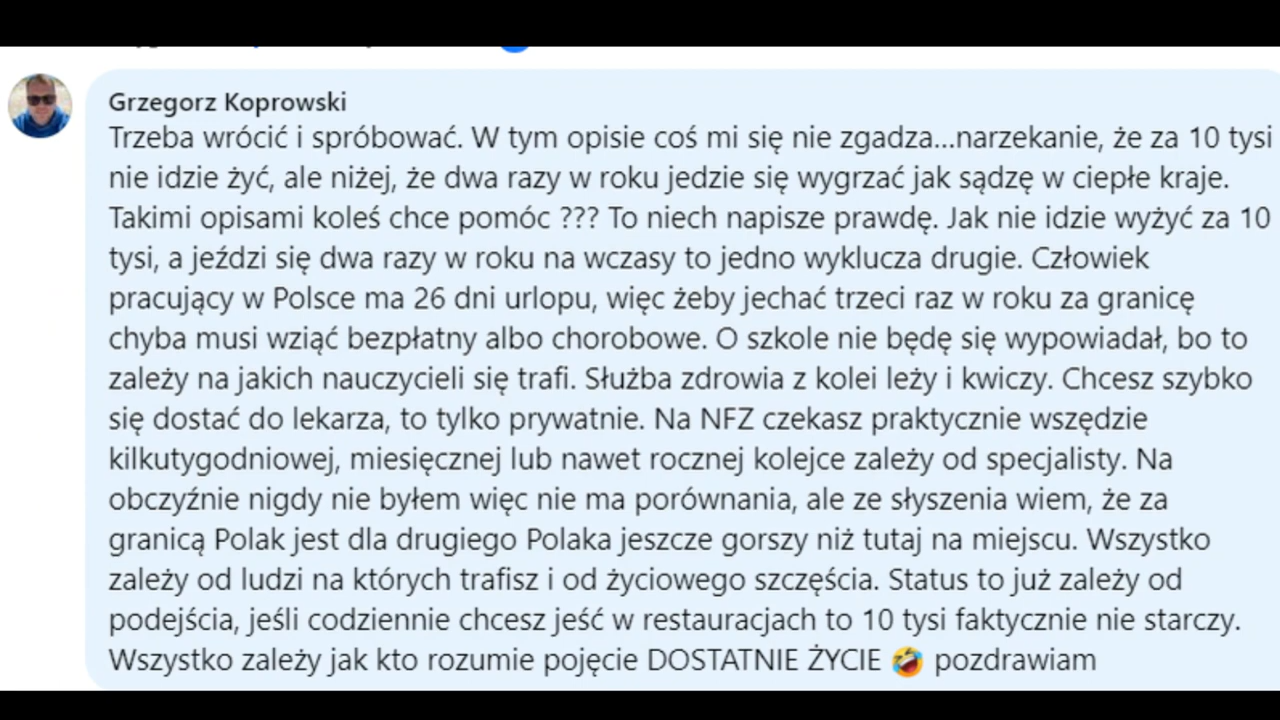 Grzegorz Koprowski
Trzeba wrócić i spróbować. W tym opisie coś mi się nie zgadza...narzekanie, że za 10 tysi
nie idzie żyć, ale niżej, że dwa razy w roku jedzie się wygrzać jak sądzę w ciepłe kraje.
Takimi opisami koleś chce pomóc ??? To niech napisze prawdę. Jak nie idzie wyżyć za 10
tysi, a jeździ się dwa razy w roku na wczasy to jedno wyklucza drugie. Człowiek
pracujący w Polsce ma 26 dni urlopu, więc żeby jechać trzeci raz w roku za granicę
chyba musi wziąć bezpłatny albo chorobowe. O szkole nie będę się wypowiadał, bo to
zależy na jakich nauczycieli się trafi. Służba zdrowia z kolei leży i kwiczy. Chcesz szybko
się dostać do lekarza, to tylko prywatnie. Na NFZ czekasz praktycznie wszędzie
kilkutygodniowej, miesięcznej lub nawet rocznej kolejce zależy od specjalisty. Na
obczyźnie nigdy nie byłem więc nie ma porównania, ale ze słyszenia wiem, że za
granicą Polak jest dla drugiego Polaka jeszcze gorszy niż tutaj na miejscu. Wszystko
zależy od ludzi na których trafisz i od życiowego szczęścia. Status to już zależy od
podejścia, jeśli codziennie chcesz jeść w restauracjach to 10 tysi faktycznie nie starczy.
Wszystko zależy jak kto rozumie pojęcie DOSTATNIE ŻYCIE 🤣 pozdrawiam